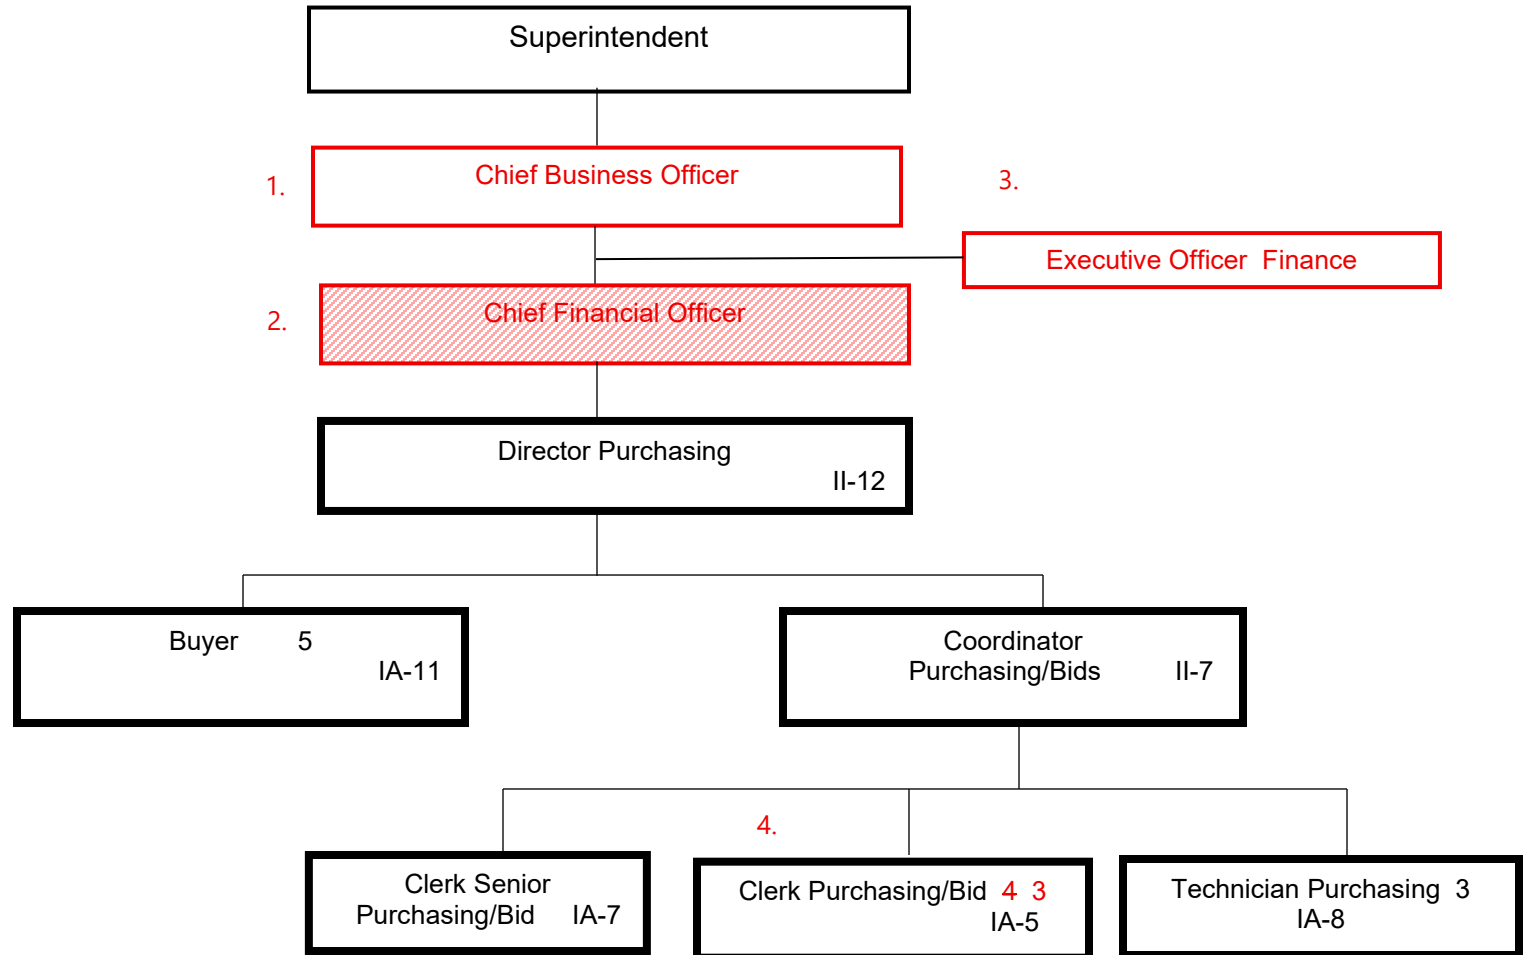 Superintendent
1.
Chief Business Officer
3.
Executive Officer  Finance
2.
Chief Financial Officer
Director Purchasing
II-12
Buyer 5
IA-11
Coordinator
Purchasing/Bids II-7
4.
Clerk Senior
Purchasing/Bid IA-7
Clerk Purchasing/Bid 4 3
IA-5
Technician Purchasing 3
IA-8